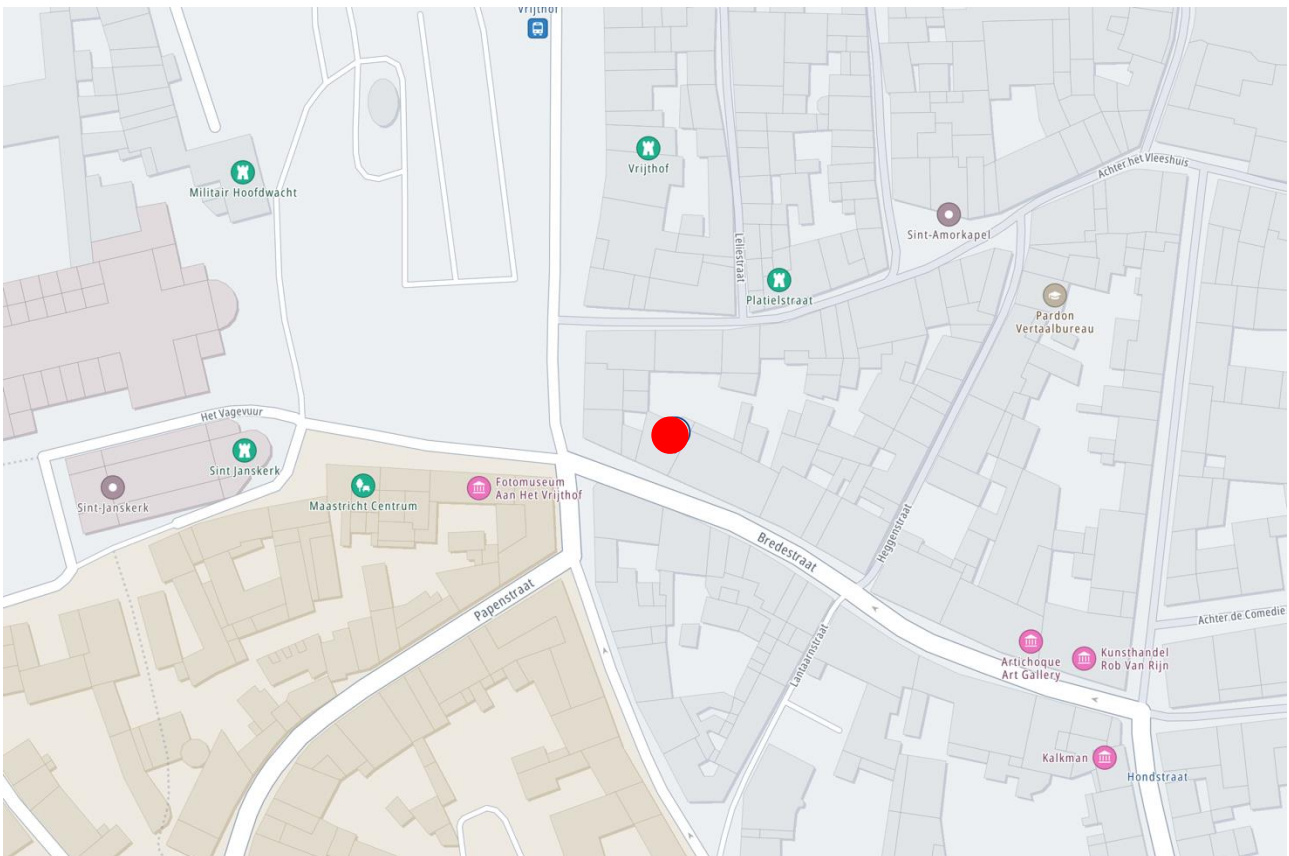 Vrijthof
Vrijthof
Militair Hoofdwacht
Achter het Vleeshuis
Sint-Amorkapel
Leliestraat
Platielstraat
Pardon
Vertaalbureau
Het Vagevuur
Sint Janskerk
Sint-Janskerk
Maastricht Centrum
Fotomuseum
Aan Het Vrijthof
Bredestraat
Heggenstraat
Papenstraat
Lantaarnstraat
Achter de Comedie
Artichoque
Art Gallery
Kunsthandel
Rob Van Rijn
Kalkman
Hondstraat